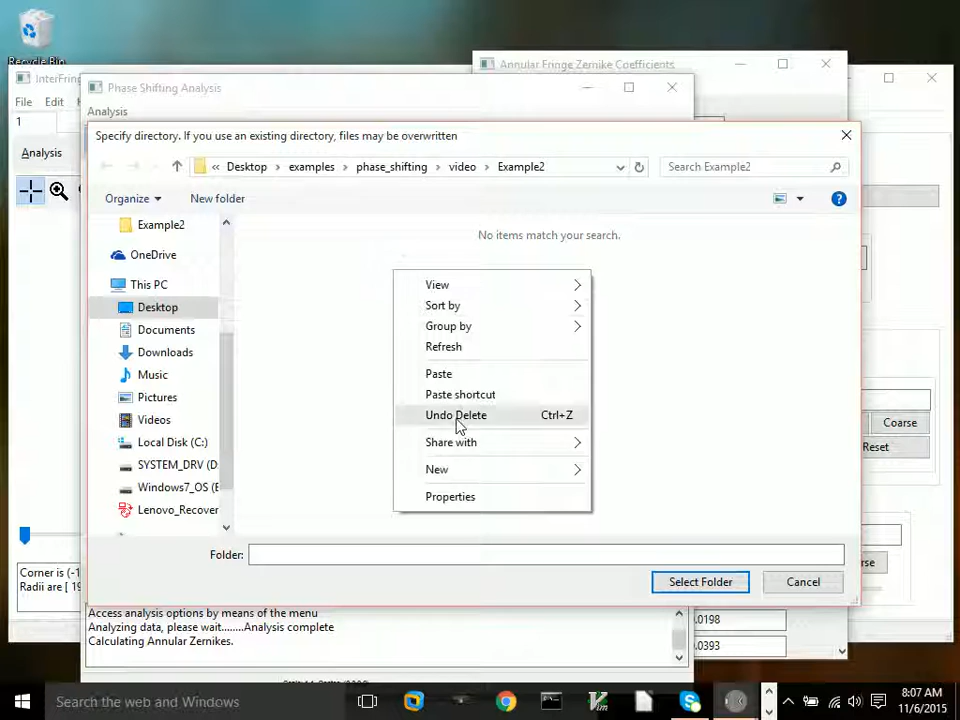 Recycle Bin
Annular Fringe Zernike Coefficients
InterFring
Phase Shifting Analysis
File Edit
Analysis
1
Specify directory. If you use an existing directory, files may be overwritten
Analysis
« Desktop > examples > phase_shifting > video > Example2
Search Example2
Organize
New folder
Example2
No items match your search.
OneDrive
This PC
Desktop
Documents
Downloads
Music
Pictures
Videos
Local Disk (C:)
SYSTEM_DRV (D
Windows7_OS (E
Lenovo_Recover
View
Sort by
Group by
Refresh
Paste
Paste shortcut
Undo Delete Ctrl+Z
Share with
New
Properties
Coarse
Reset
Folder:
Select Folder
Cancel
rse
Corner is (-1
Radii are [ 19
Access analysis options by means of the menu
Analyzing data, please wait........Analysis complete
Calculating Annular Zernikes.
.0198
.0393
Search the web and Windows
8:07 AM
11/6/2015